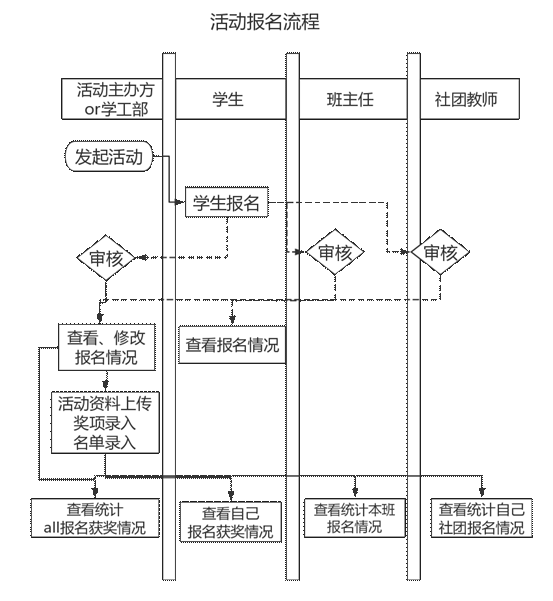 活动报名流程
活动主办方
or学工部
学生
班主任
社团教师
发起活动
学生报名
审核
审核
审核
查看、修改
报名情况
查看报名情况
活动资料上传
奖项录入
名单录入
查看统计
all报名获奖情况
查看自己
报名获奖情况
查看统计本班
报名情况
查看统计自己
社团报名情况